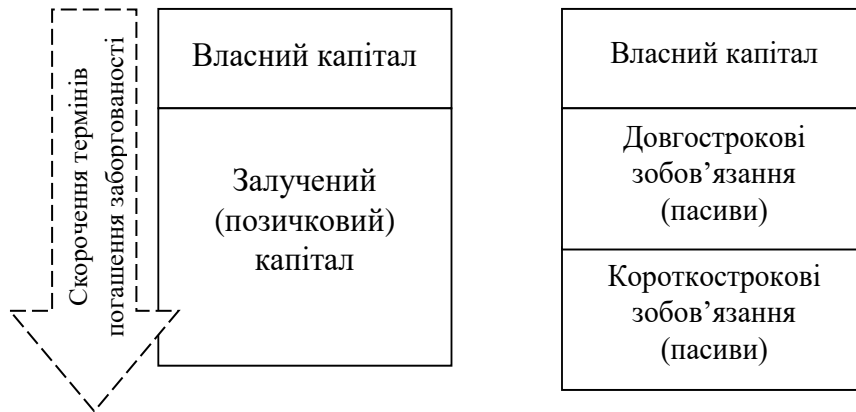 Скорочення термінів
погашення заборгованості
Власний капітал
Залучений
(позичковий)
капітал
Власний капітал
Довгострокові
зобов’язання
(пасиви)
Короткострокові
зобов’язання
(пасиви)